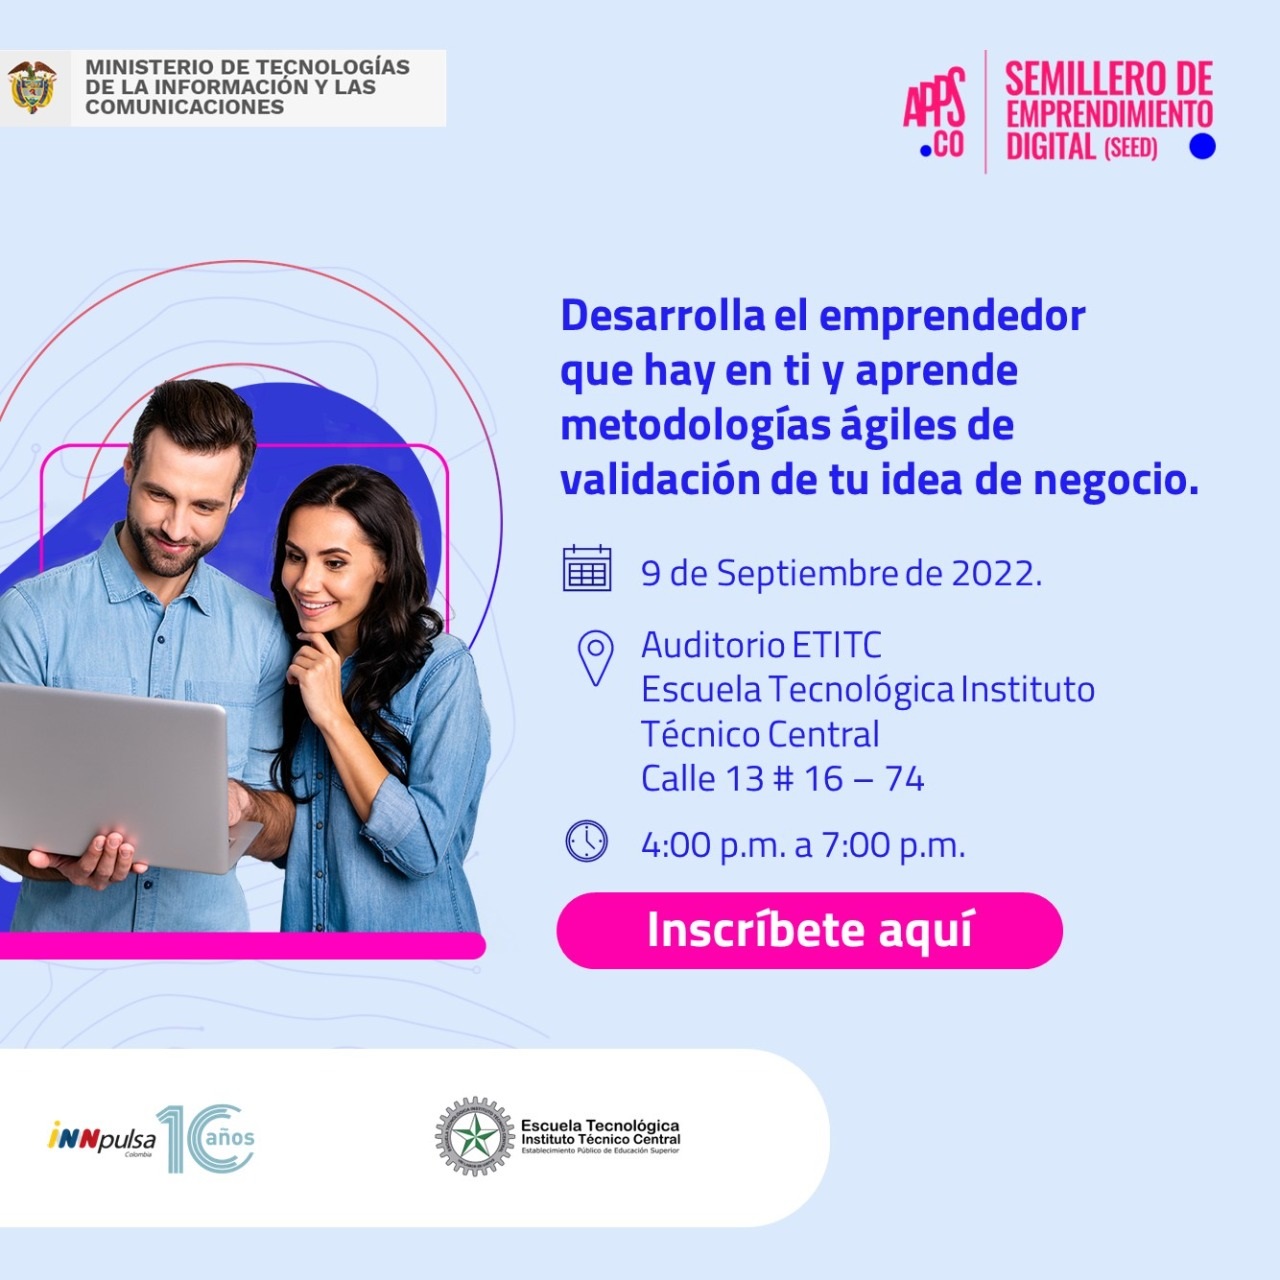 MINISTERIO DE TECNOLOGÍAS
DE LA INFORMACIÓN Y LAS
COMUNICACIONES
APPS
.CO
SEMILLERO DE
EMPRENDIMIENTO
DIGITAL (SEED)
Desarrolla el emprendedor
que hay en ti y aprende
metodologías ágiles de
validación de tu idea de negocio.
9 de Septiembre de 2022.
Auditorio ETITC
Escuela Tecnológica Instituto
Técnico Central
Calle 13 # 16 – 74
4:00 p.m. a 7:00 p.m.
Inscríbete aquí
iNNpulsa
Colombia
10 años
Escuela Tecnológica
Instituto Técnico Central
Establecimiento Público de Educación Superior